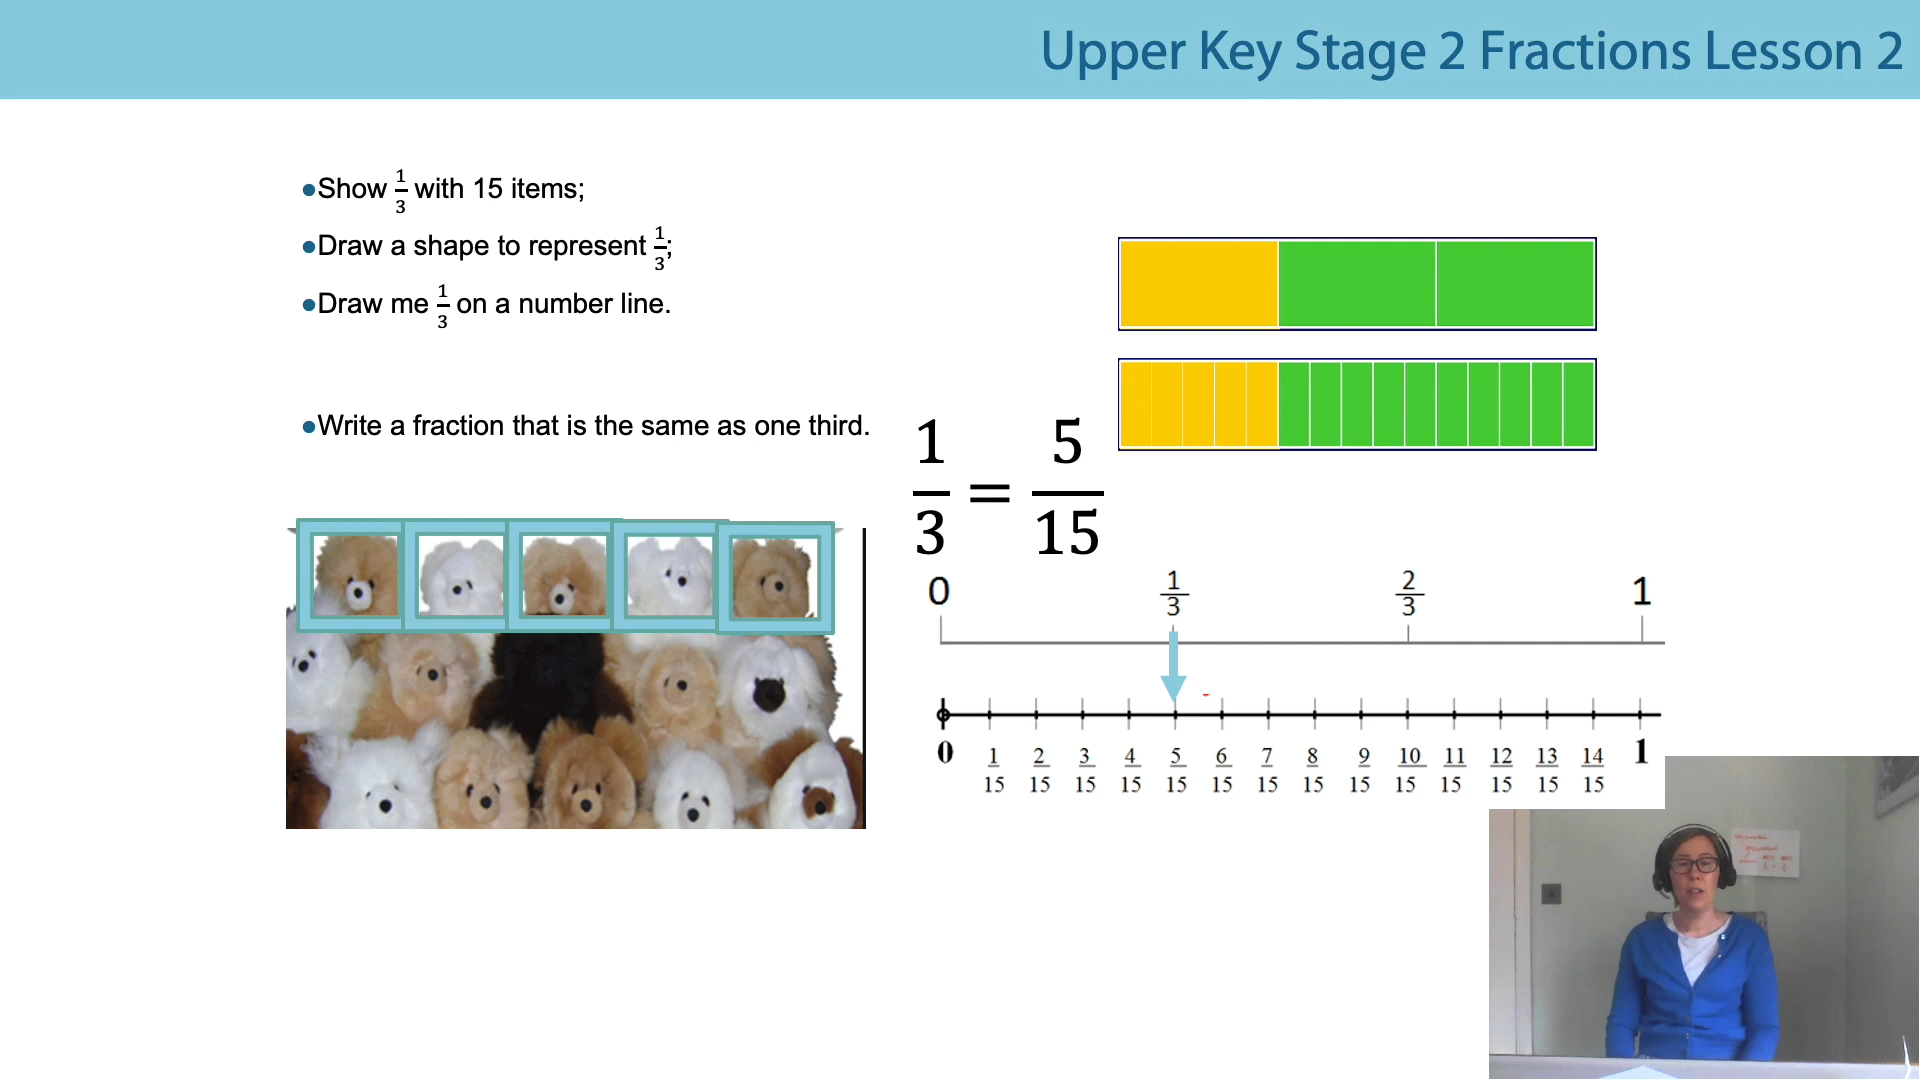 Upper Key Stage 2 Fractions Lesson 2
●Show 1/3 with 15 items;
●Draw a shape to represent 1/3;
●Draw me 1/3 on a number line.
●Write a fraction that is the same as one third.
1/3 = 5/15
0 1/3 2/3 1
0 1/15 2/15 3/15 4/15 5/15 6/15 7/15 8/15 9/15 10/15 11/15 12/15 13/15 14/15 1